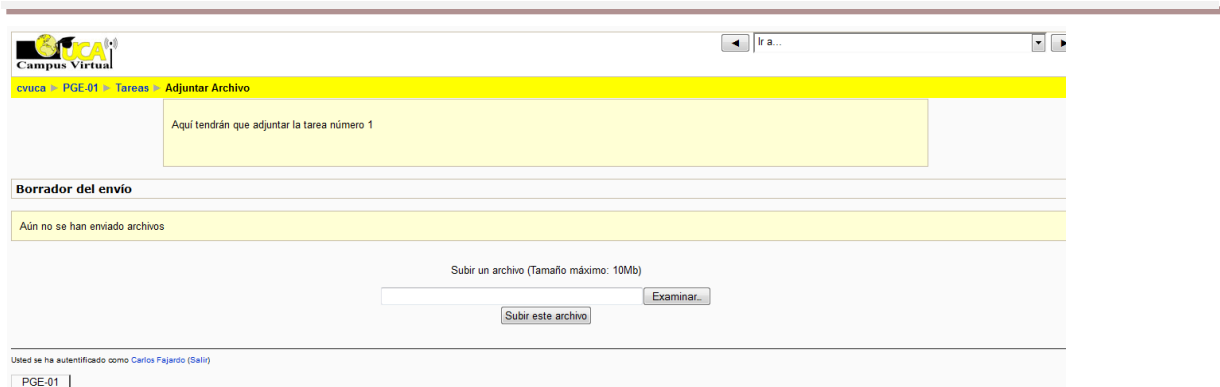 UCA
Campus Virtual
Ir a...
cvuca ► PGE-01 ► Tareas ► Adjuntar Archivo
Aquí tendrán que adjuntar la tarea número 1
Borrador del envío
Aún no se han enviado archivos
Subir un archivo (Tamaño máximo: 10Mb)
Examinar..
Subir este archivo
Usted se ha autentificado como Carlos Fajardo (Salir)
PGE-01